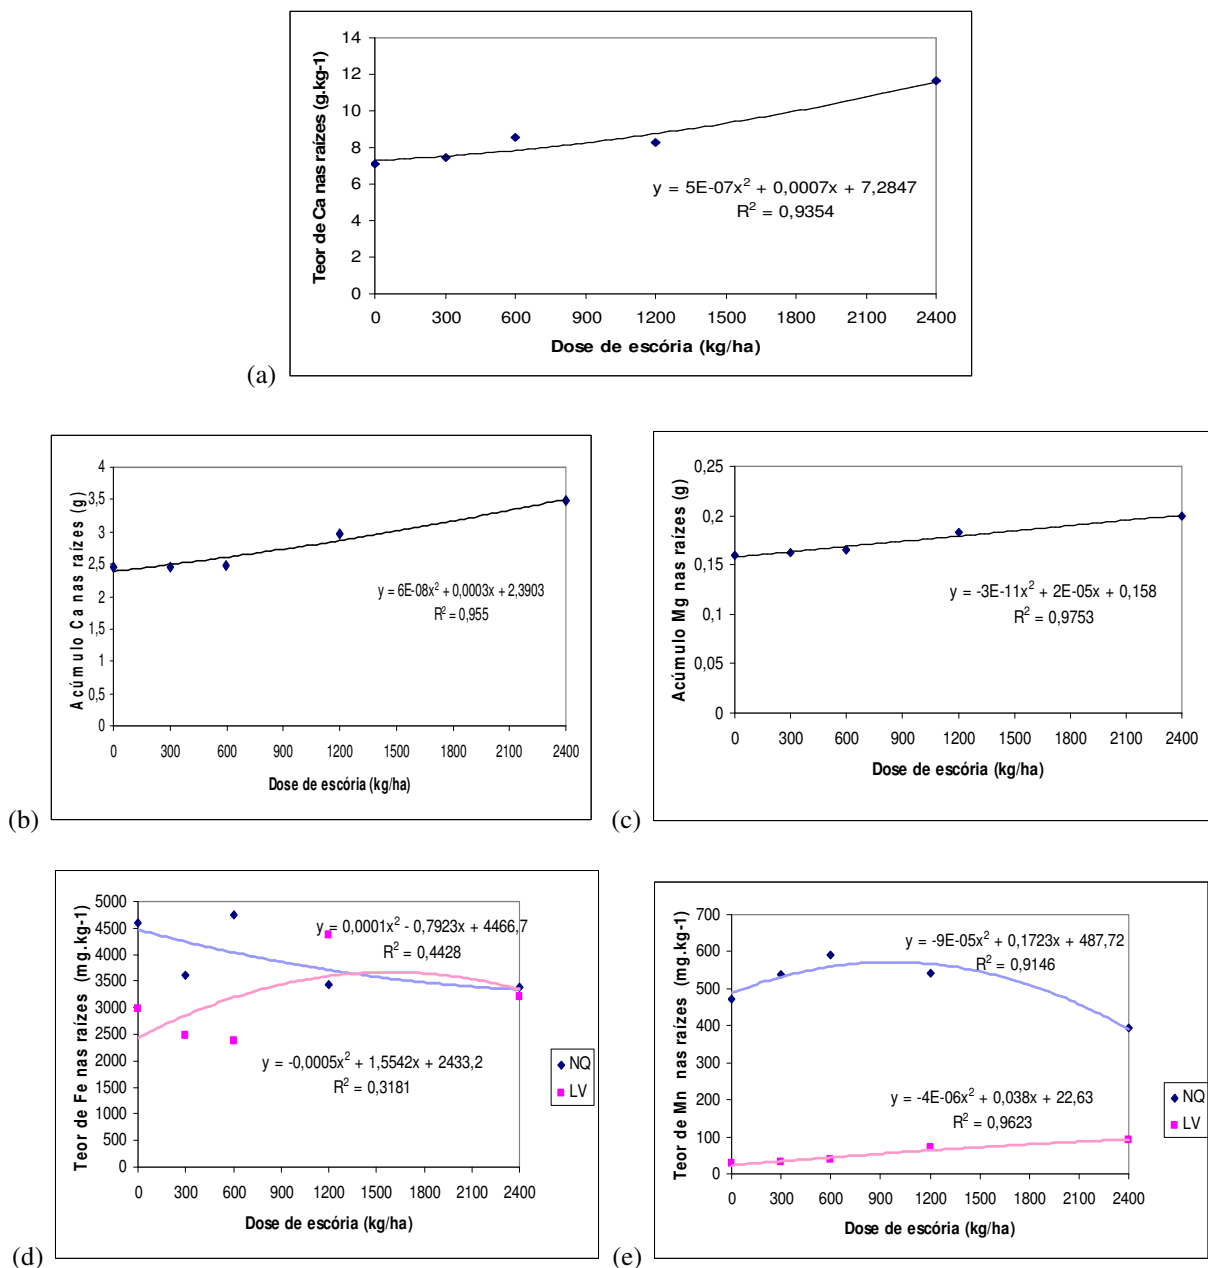 Teor de Ca nas raízes (g.kg-1)
14
12
10
8
6
4
2
0
y = 5E-07x² + 0,0007x + 7,2847
R² = 0,9354
0 300 600 900 1200 1500 1800 2100 2400
Dose de escória (kg/ha)
(a)
Acúmulo Ca nas raízes (g)
4
3,5
3
2,5
2
1,5
1
0,5
0
y = 6E-08x² + 0,0003x + 2,3903
R² = 0,955
0 300 600 900 1200 1500 1800 2100 2400
Dose de escória (kg/ha)
(b)
Acúmulo Mg nas raízes (g)
0,25
0,2
0,15
0,1
0,05
0
y = -3E-11x² + 2E-05x + 0,158
R² = 0,9753
0 300 600 900 1200 1500 1800 2100 2400
Dose de escória (kg/ha)
(c)
Teor de Fe nas raízes (mg.kg-1)
5000
4500
4000
3500
3000
2500
2000
1500
1000
500
0
y = 0,0001x² - 0,7923x + 4466,7
R² = 0,4428
y = -0,0005x² + 1,5542x + 2433,2
R² = 0,3181
NQ
LV
0 300 600 900 1200 1500 1800 2100 2400
Dose de escória (kg/ha)
(d)
Teor de Mn nas raízes (mg.kg-1)
700
600
500
400
300
200
100
0
y = -9E-05x² + 0,1723x + 487,72
R² = 0,9146
y = -4E-06x² + 0,038x + 22,63
R² = 0,9623
NQ
LV
0 300 600 900 1200 1500 1800 2100 2400
Dose de escória (kg/ha)
(e)